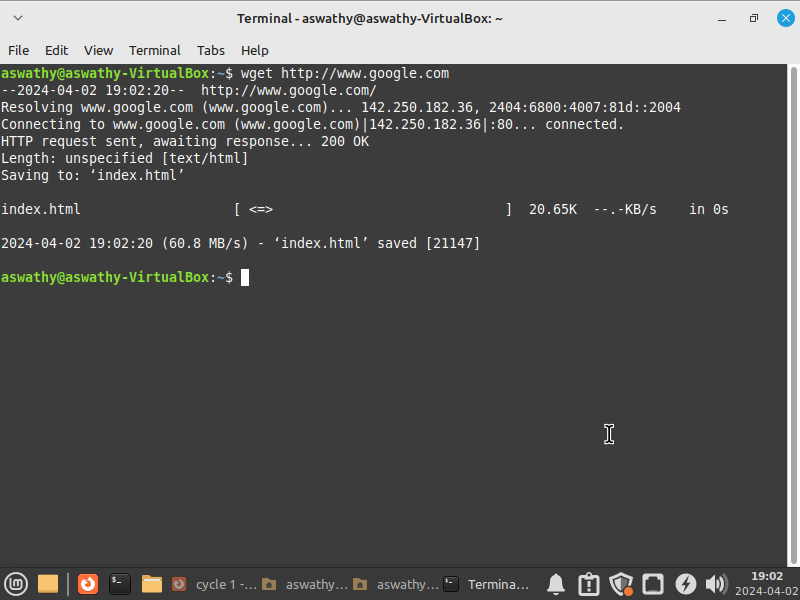 Terminal - aswathy@aswathy-VirtualBox: ~
File Edit View Terminal Tabs Help
aswathy@aswathy-VirtualBox:~$ wget http://www.google.com
--2024-04-02 19:02:20--  http://www.google.com/
Resolving www.google.com (www.google.com)... 142.250.182.36, 2404:6800:4007:81d::2004
Connecting to www.google.com (www.google.com)|142.250.182.36|:80... connected.
HTTP request sent, awaiting response... 200 OK
Length: unspecified [text/html]
Saving to: ‘index.html’
index.html                   [ <=>                             ]  20.65K  --.-KB/s    in 0s
2024-04-02 19:02:20 (60.8 MB/s) - ‘index.html’ saved [21147]
aswathy@aswathy-VirtualBox:~$
cycle 1 -... aswathy... aswathy... Termina... 19:02
2024-04-02